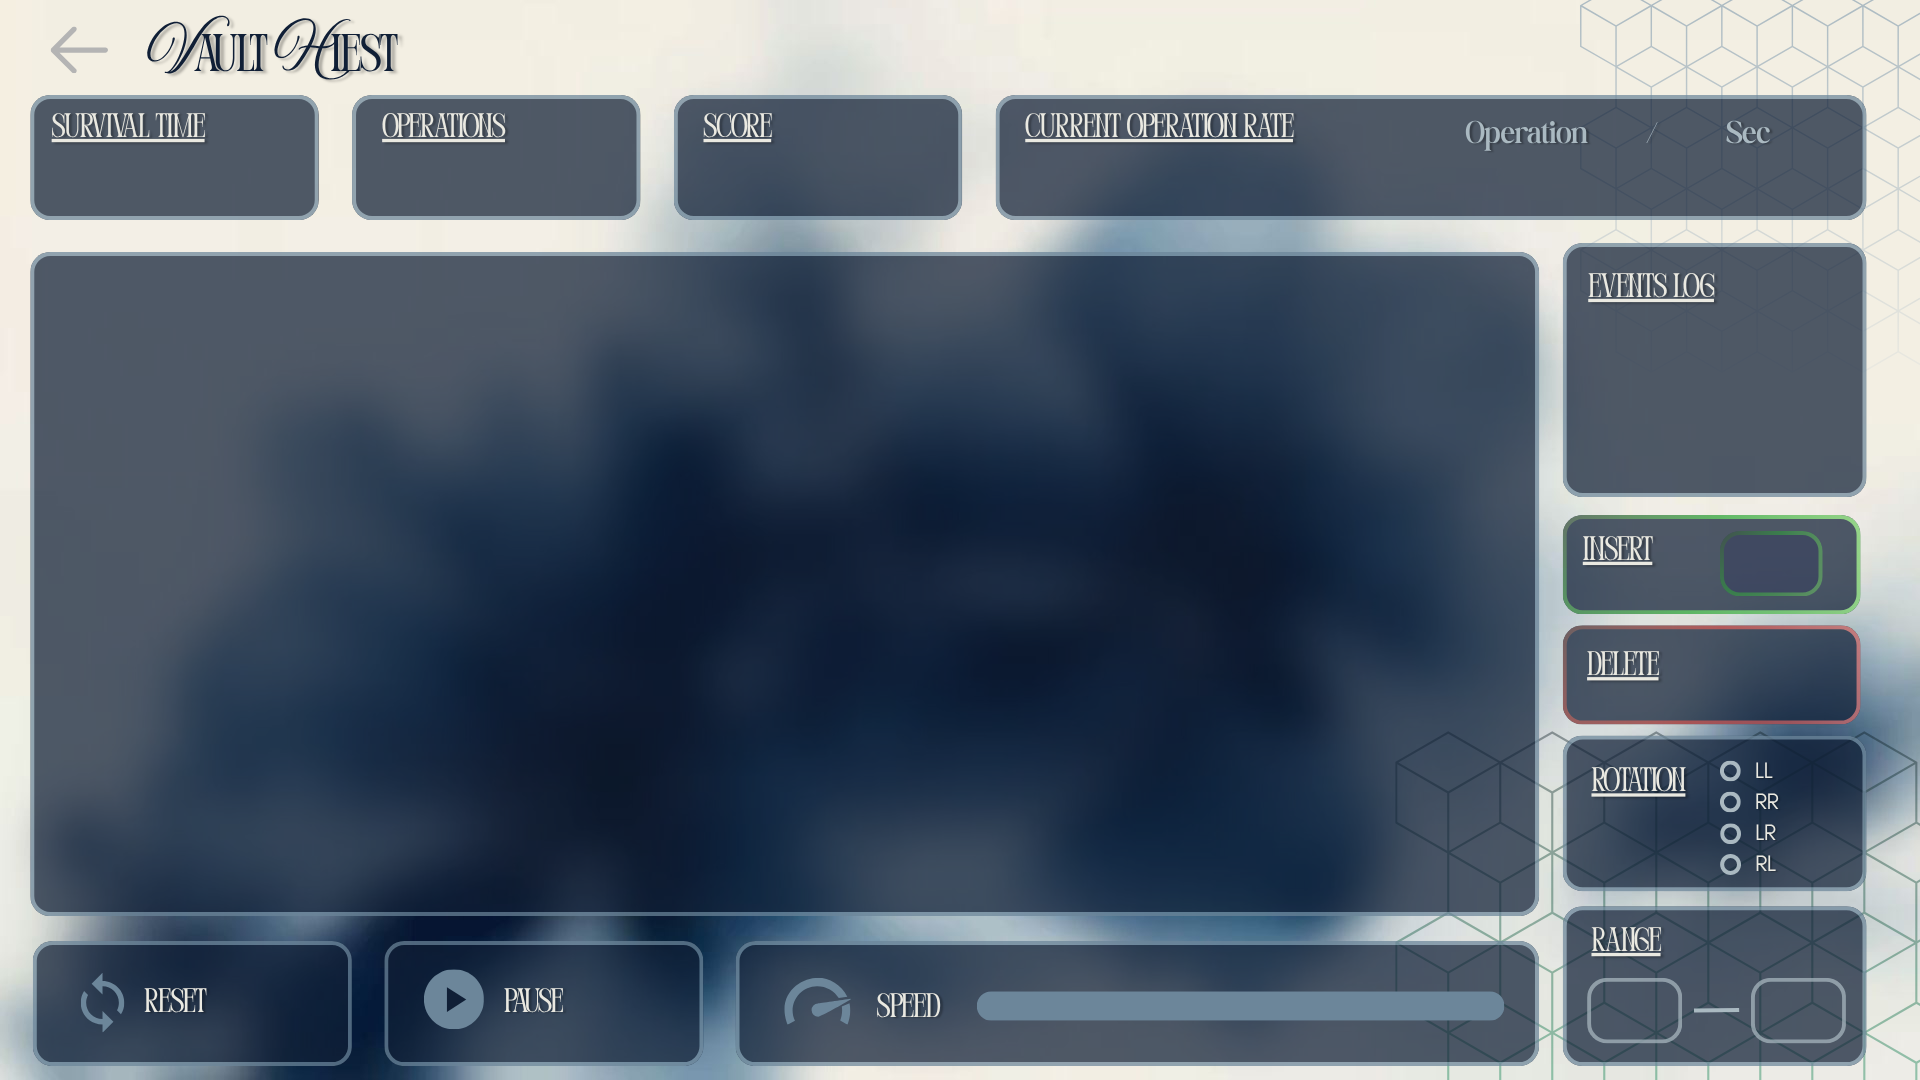 VAULT HIEST
SURVIVAL TIME
OPERATIONS
SCORE
CURRENT OPERATION RATE
Operation / Sec
EVENTS LOG
INSERT
DELETE
ROTATION
LL
RR
LR
RL
RANGE
RESET
PAUSE
SPEED